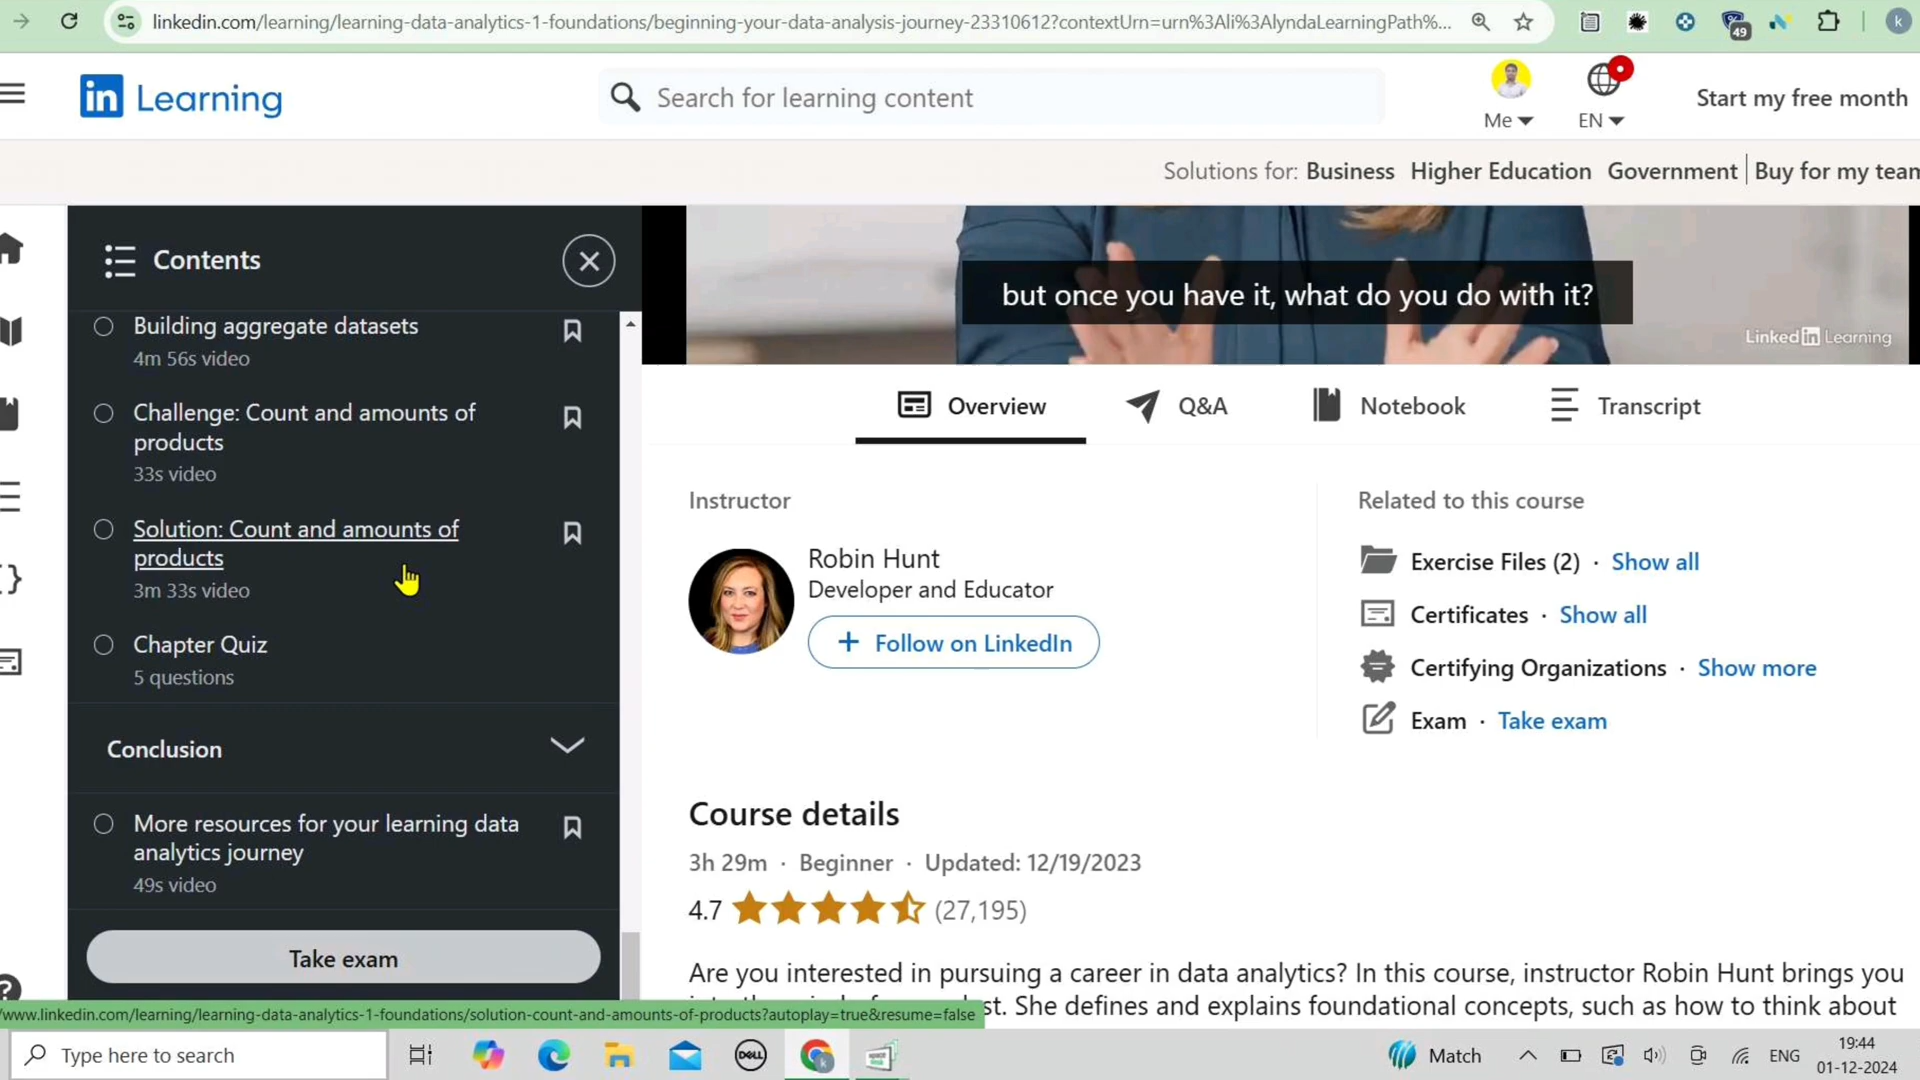 linkedin.com/learning/learning-data-analytics-1-foundations/beginning-your-data-analysis-journey-23310612?contextUrn=urn%3Ali%3AlyndaLearningPath%...
49
k
in Learning
Search for learning content
Me
EN
Start my free month
Solutions for: Business Higher Education Government Buy for my team
Contents
Building aggregate datasets
4m 56s video
Challenge: Count and amounts of
products
33s video
Solution: Count and amounts of
products
3m 33s video
Chapter Quiz
5 questions
Conclusion
More resources for your learning data
analytics journey
49s video
Take exam
but once you have it, what do you do with it?
Linked in Learning
Overview
Q&A
Notebook
Transcript
Instructor
Robin Hunt
Developer and Educator
+ Follow on LinkedIn
Related to this course
Exercise Files (2) · Show all
Certificates · Show all
Certifying Organizations · Show more
Exam · Take exam
Course details
3h 29m · Beginner · Updated: 12/19/2023
4.7 (27,195)
Are you interested in pursuing a career in data analytics? In this course, instructor Robin Hunt brings you
st. She defines and explains foundational concepts, such as how to think about
www.linkedin.com/learning/learning-data-analytics-1-foundations/solution-count-and-amounts-of-products?autoplay=true&resume=false
Type here to search
DELL
Match
ENG
19:44
01-12-2024